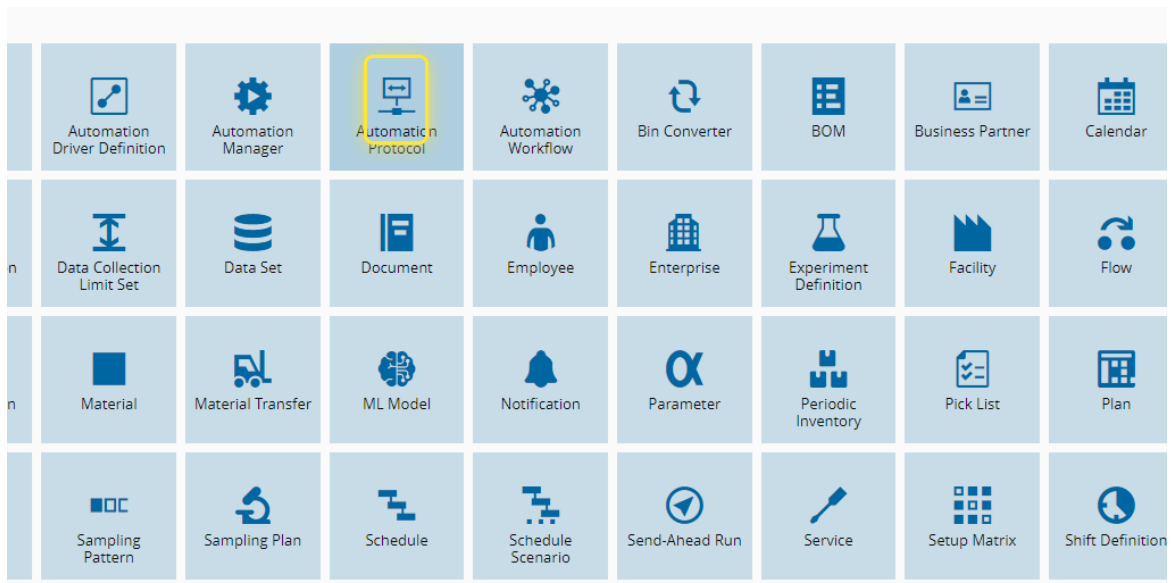 Automation
Driver Definition
Automation
Manager
Automation
Protocol
Automation
Workflow
Bin Converter
BOM
Business Partner
Calendar
n
Data Collection
Limit Set
Data Set
Document
Employee
Enterprise
Experiment
Definition
Facility
Flow
n
Material
Material Transfer
ML Model
Notification
Parameter
Periodic
Inventory
Pick List
Plan
Sampling
Pattern
Sampling Plan
Schedule
Schedule
Scenario
Send-Ahead Run
Service
Setup Matrix
Shift Definition